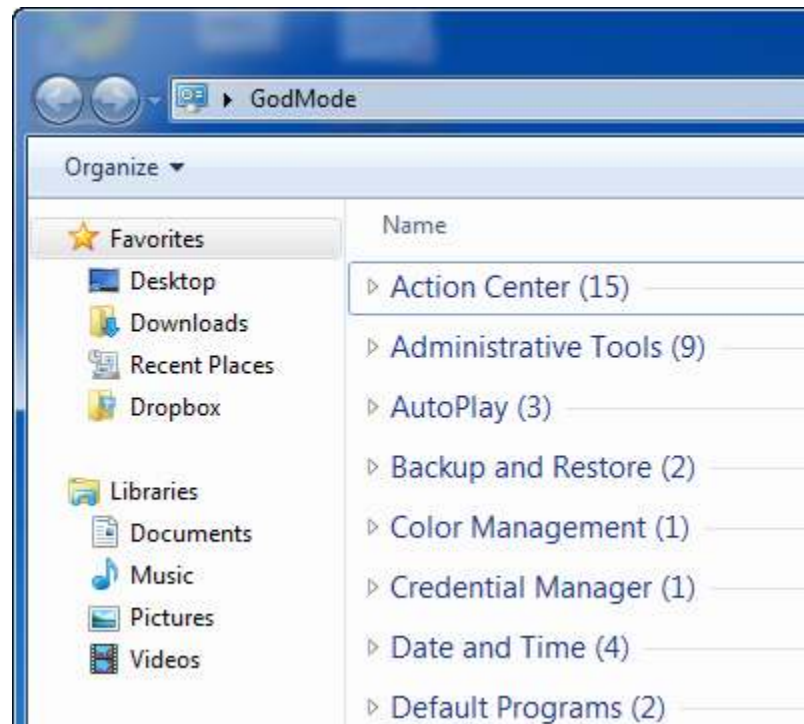 GodMode
Organize
Favorites
Desktop
Downloads
Recent Places
Dropbox
Libraries
Documents
Music
Pictures
Videos
Name
Action Center (15)
Administrative Tools (9)
AutoPlay (3)
Backup and Restore (2)
Color Management (1)
Credential Manager (1)
Date and Time (4)
Default Programs (2)